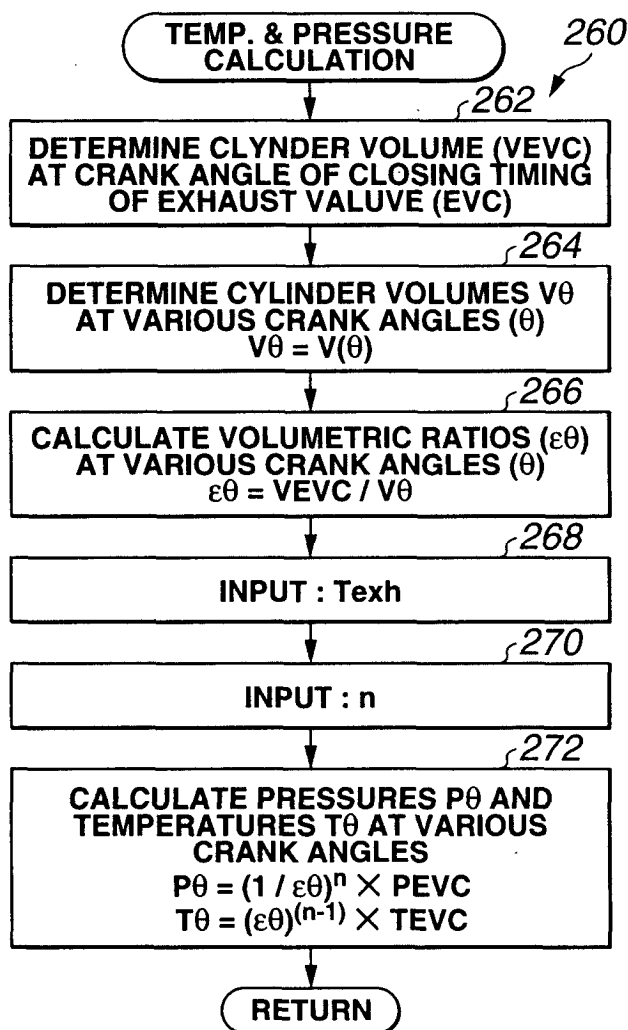 TEMP. & PRESSURE
CALCULATION
260
262
DETERMINE CLYNDER VOLUME (VEVC)
AT CRANK ANGLE OF CLOSING TIMING
OF EXHAUST VALUVE (EVC)
264
DETERMINE CYLINDER VOLUMES Vθ
AT VARIOUS CRANK ANGLES (θ)
Vθ = V(θ)
266
CALCULATE VOLUMETRIC RATIOS (εθ)
AT VARIOUS CRANK ANGLES (θ)
εθ = VEVC / Vθ
268
INPUT : Texh
270
INPUT : n
272
CALCULATE PRESSURES Pθ AND
TEMPERATURES Tθ AT VARIOUS
CRANK ANGLES
Pθ = (1 / εθ)ⁿ × PEVC
Tθ = (εθ)⁽ⁿ⁻¹⁾ × TEVC
RETURN